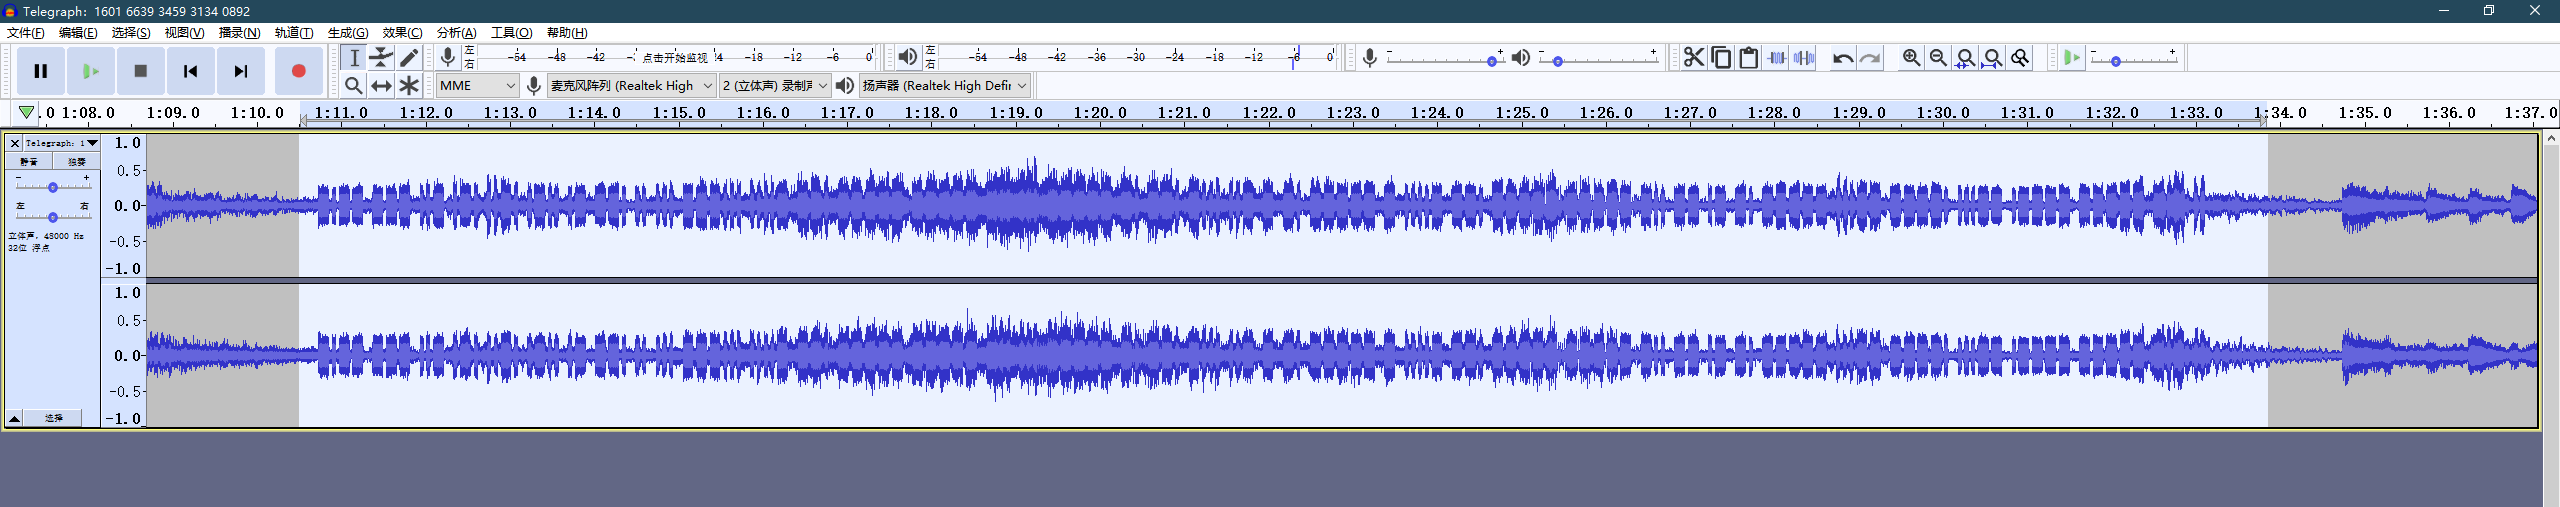 Telegraph: 1601 6639 3459 3134 0892
文件(F) 编辑(E) 选择(S) 视图(V) 播录(N) 轨道(T) 生成(G) 效果(C) 分析(A) 工具(O) 帮助(H)
左 右 -54 -48 -42 点击开始监视 -18 -12 -6 0
左 右 -54 -48 -42 -36 -30 -24 -18 -12 -6 0
MME 麦克风阵列 (Realtek High 2 (立体声) 录制 扬声器 (Realtek High Defin
.0 1:08.0 1:09.0 1:10.0 1:11.0 1:12.0 1:13.0 1:14.0 1:15.0 1:16.0 1:17.0 1:18.0 1:19.0 1:20.0 1:21.0 1:22.0 1:23.0 1:24.0 1:25.0 1:26.0 1:27.0 1:28.0 1:29.0 1:30.0 1:31.0 1:32.0 1:33.0 1:34.0 1:35.0 1:36.0 1:37.0
Telegraph: 1
静音 独奏
- +
左 右
立体声, 48000 Hz
32位 浮点
选择
1.0
0.5
0.0
-0.5
-1.0
1.0
0.5
0.0
-0.5
-1.0